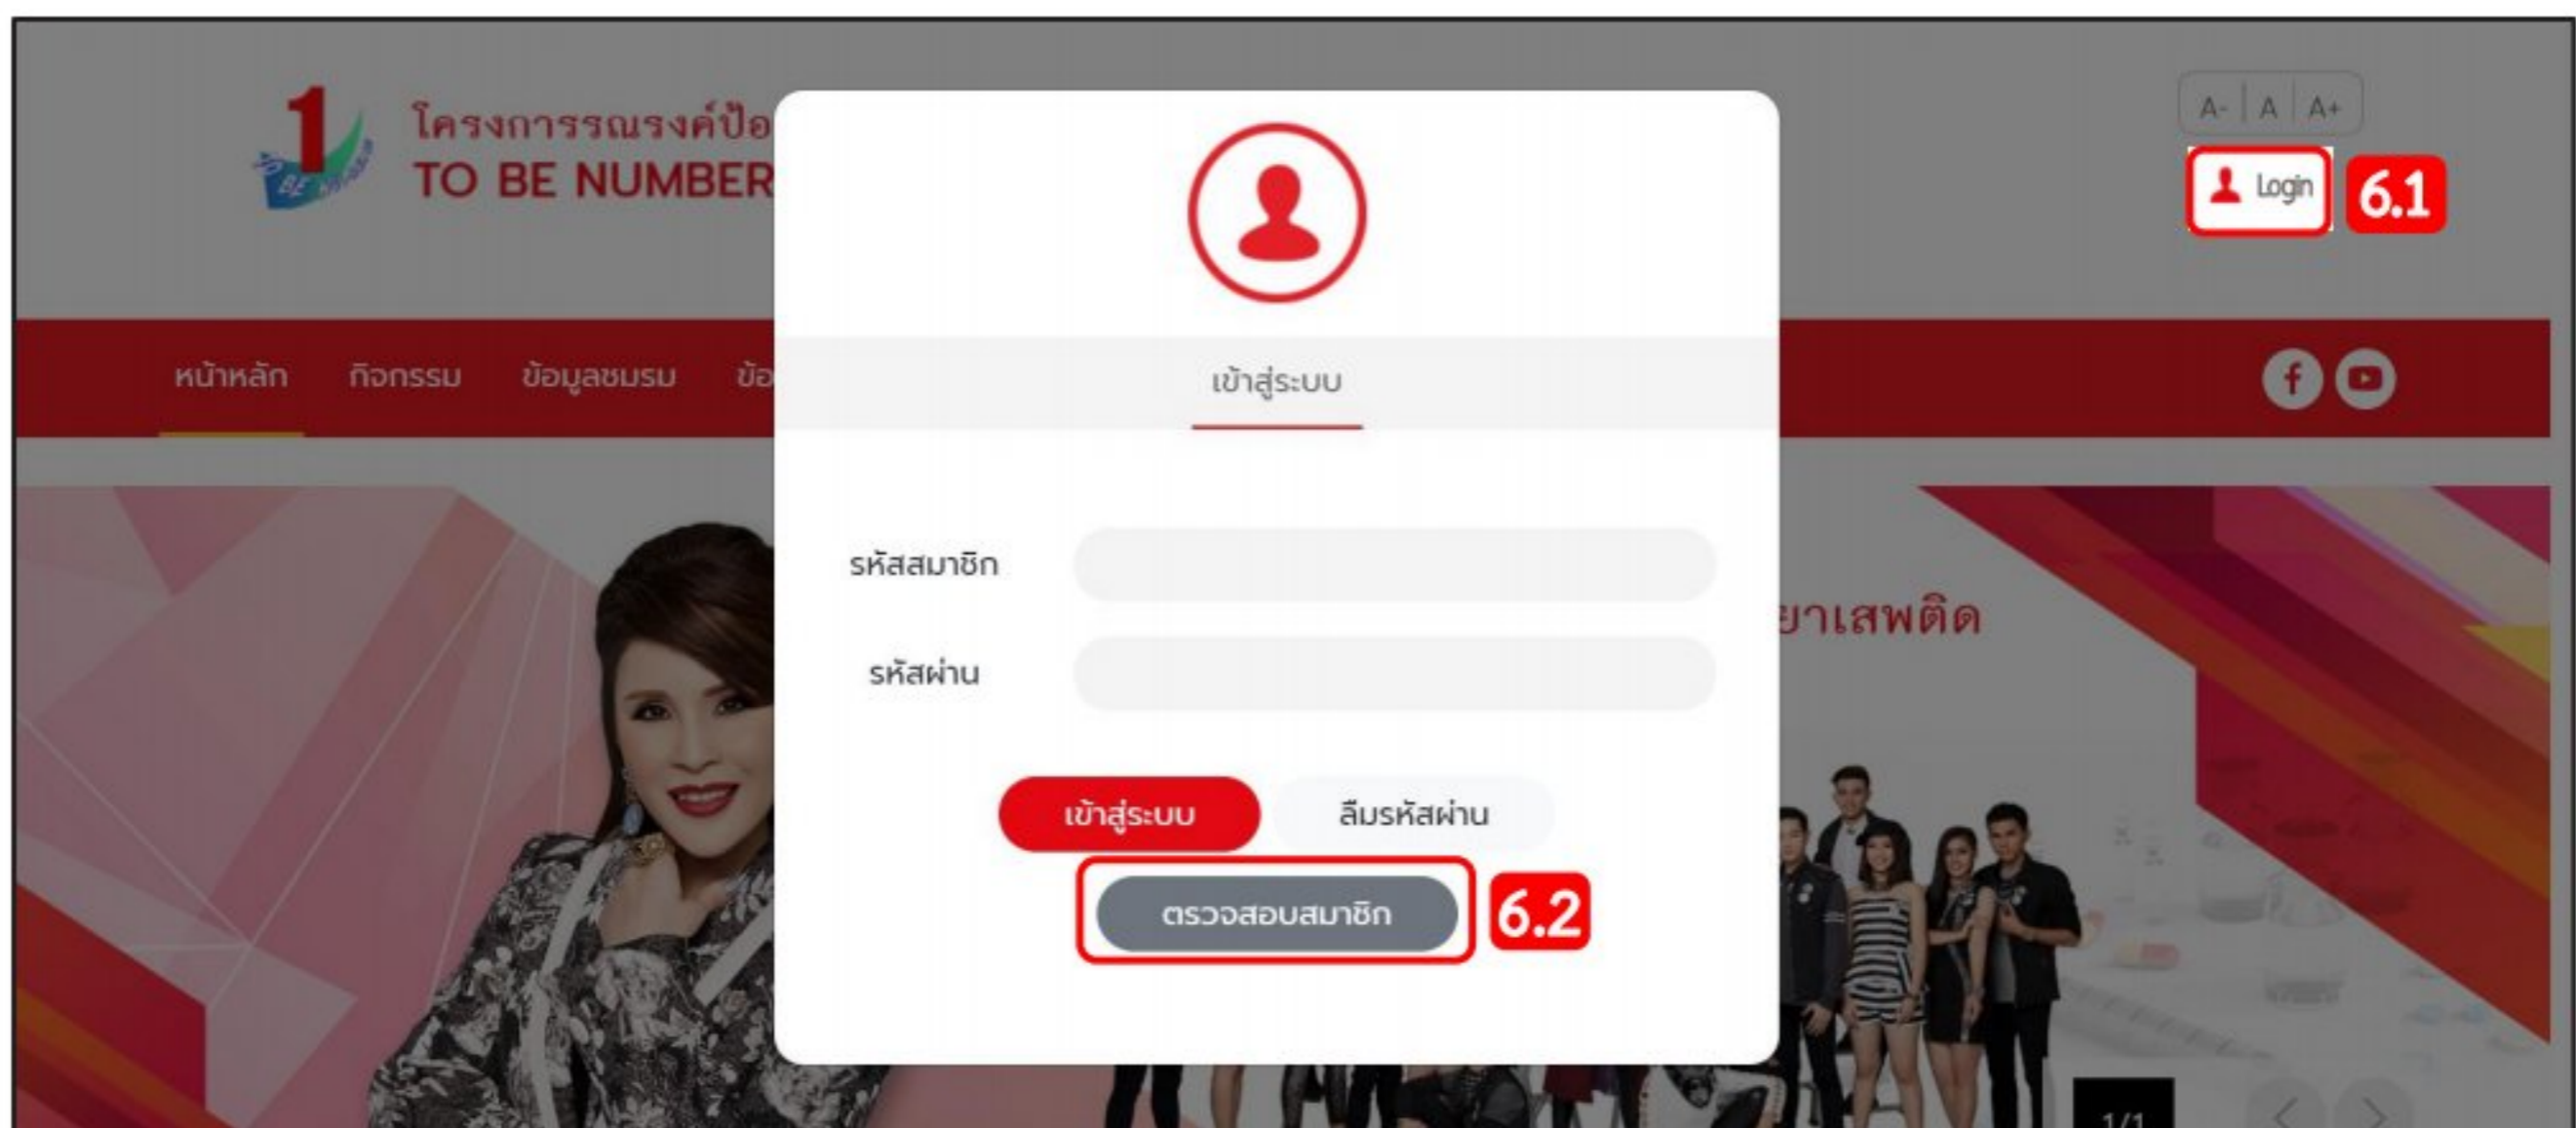 1
TO BE NUMBER
โครงการรณรงค์ป้อ
TO BE NUMBER
A- A A+
Login
6.1
หน้าหลัก กิจกรรม ข้อมูลชมรม ข้อ
เข้าสู่ระบบ
รหัสสมาชิก
ยาเสพติด
รหัสผ่าน
เข้าสู่ระบบ ลืมรหัสผ่าน
ตรวจสอบสมาชิก
6.2
1/1